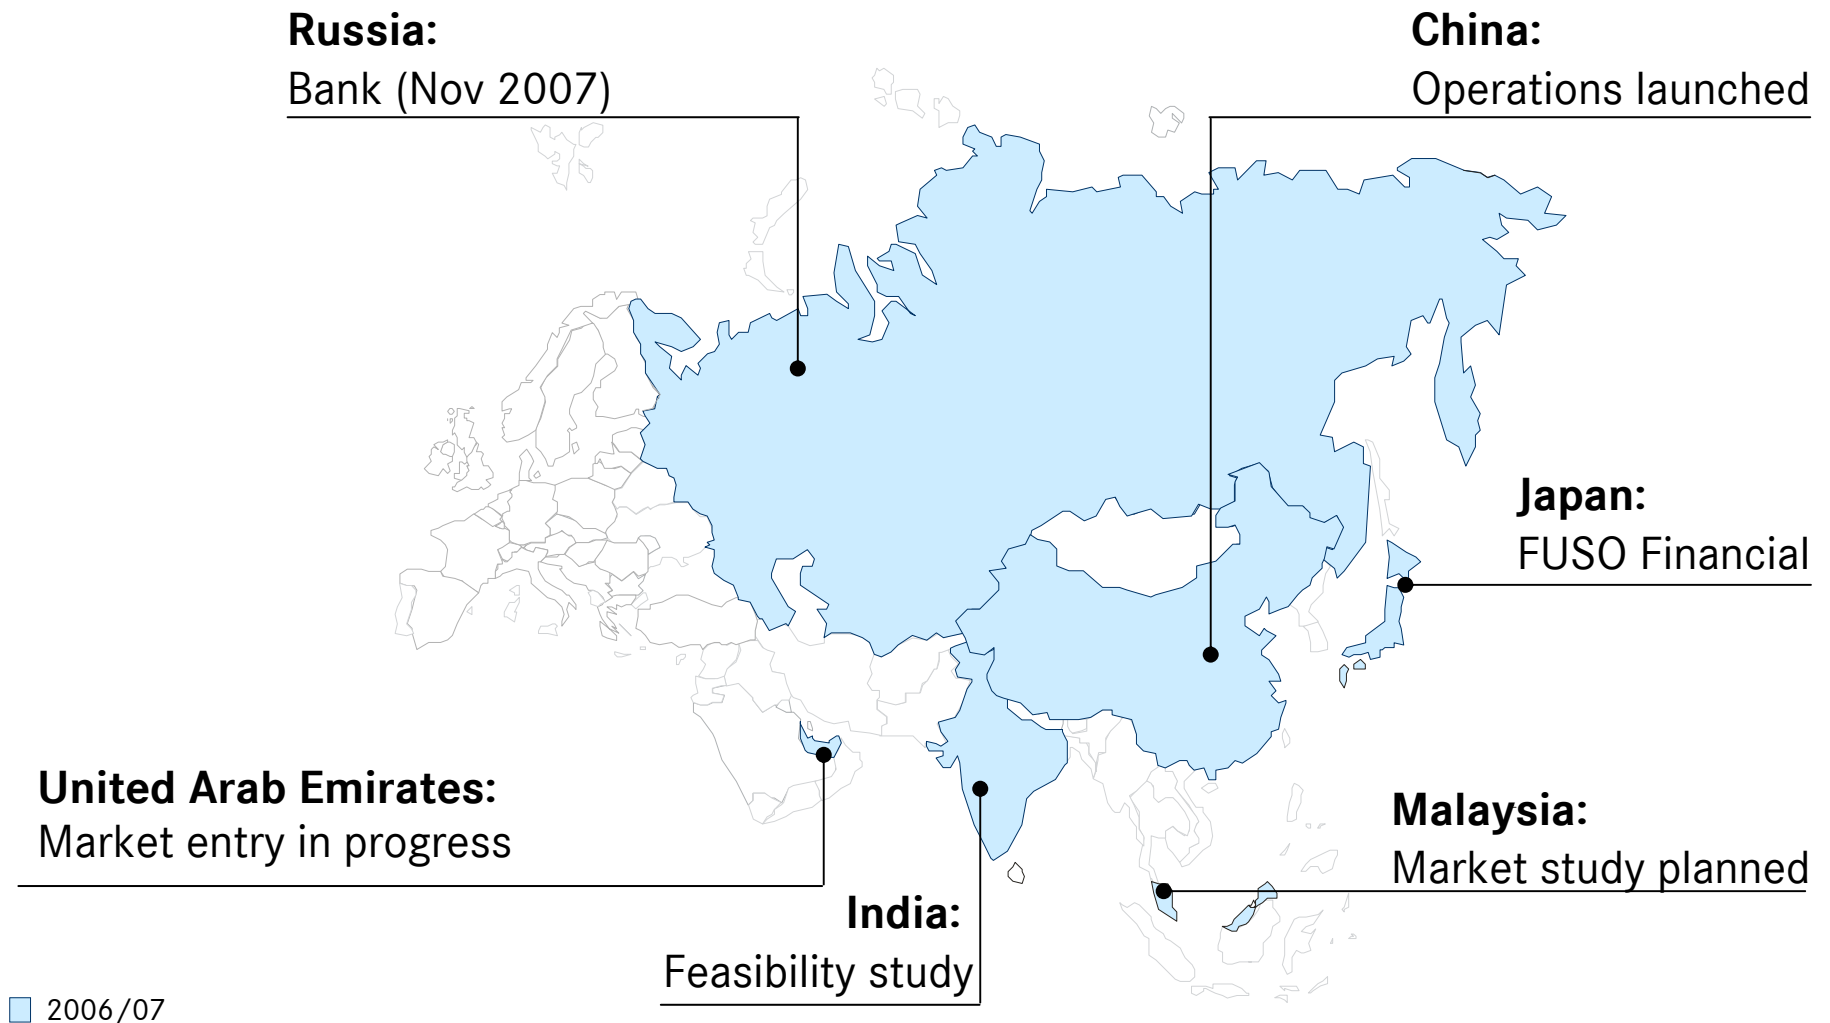 Russia:
Bank (Nov 2007)
China:
Operations launched
Japan:
FUSO Financial
United Arab Emirates:
Market entry in progress
Malaysia:
Market study planned
India:
Feasibility study
2006/07